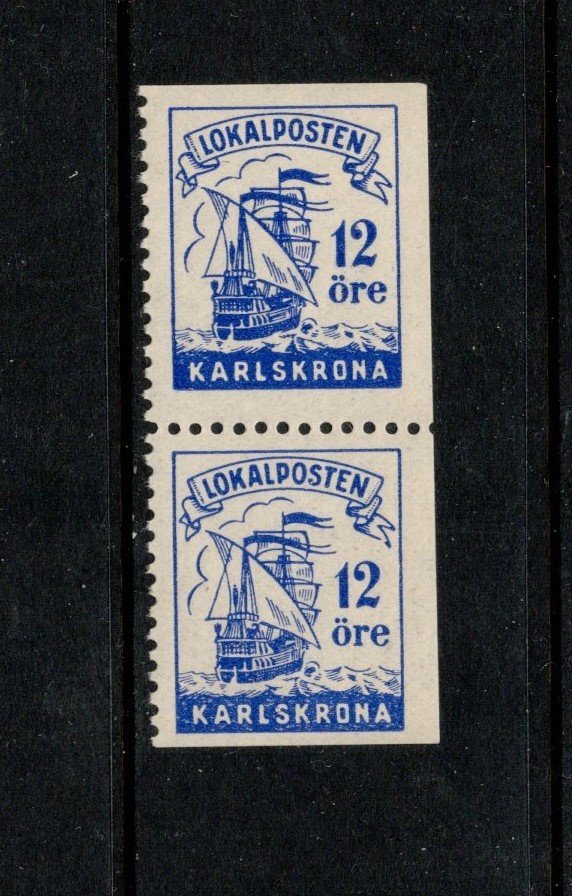 LOKALPOSTEN
12
öre
KARLSKRONA
LOKALPOSTEN
12
öre
KARLSKRONA